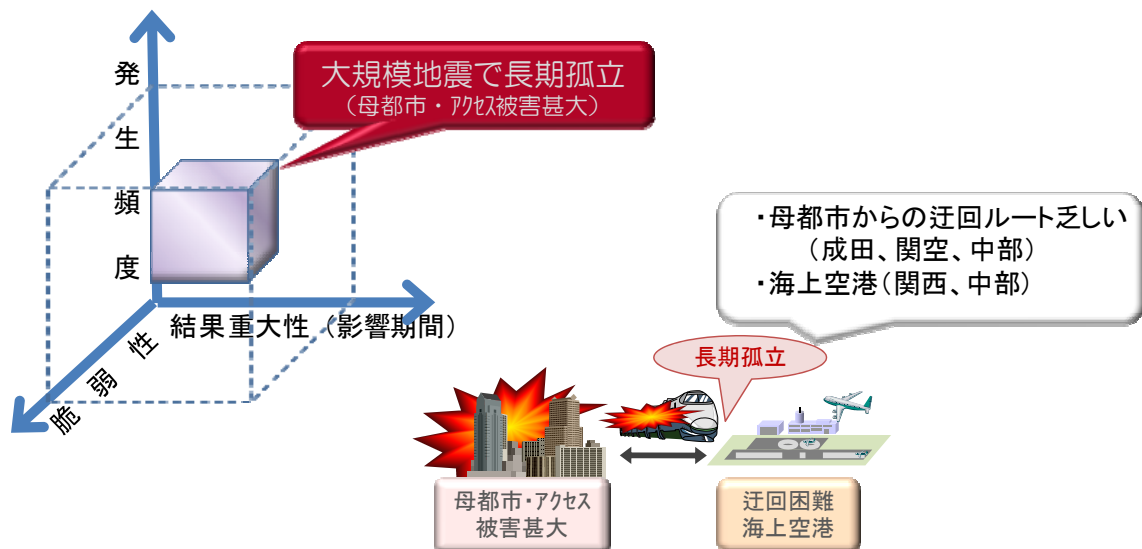 発生頻度
大規模地震で長期孤立
（母都市・ｱｸｾｽ被害甚大）
結果重大性（影響期間）
脆弱性
・母都市からの迂回ルート乏しい
（成田、関空、中部）
・海上空港（関西、中部）
長期孤立
母都市・ｱｸｾｽ
被害甚大
迂回困難
海上空港